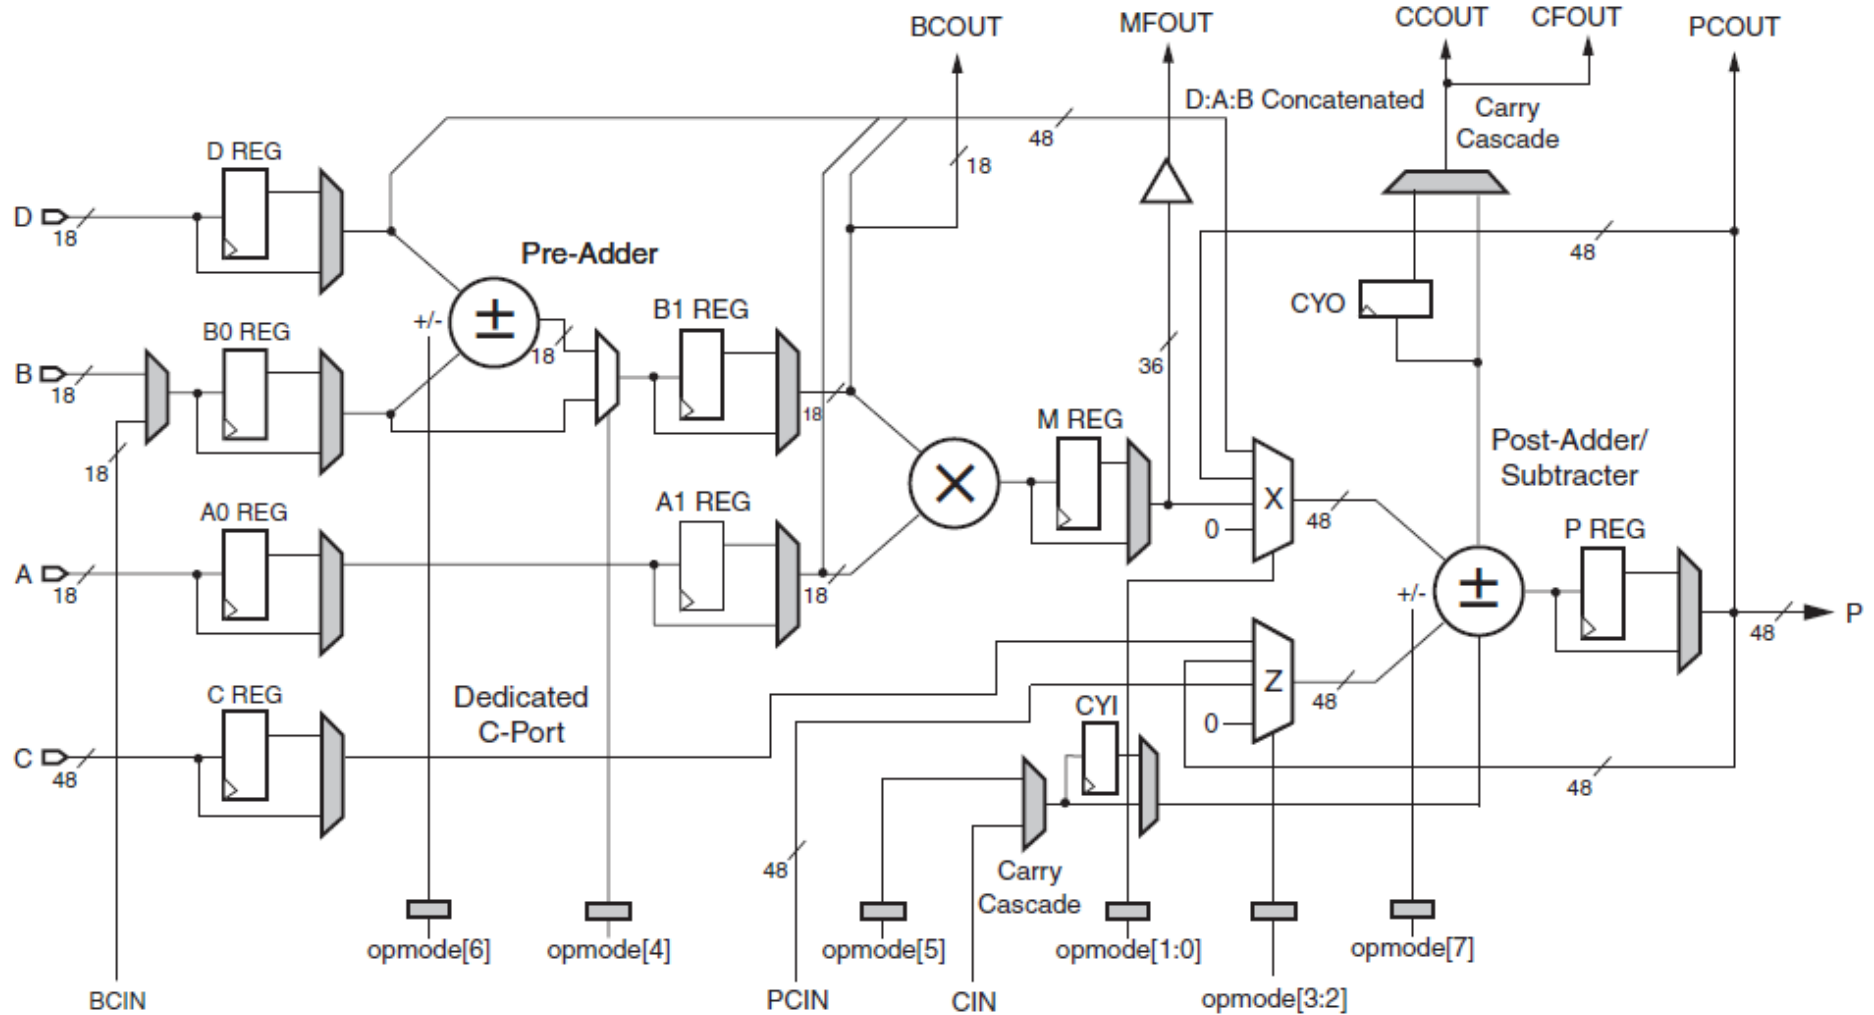 BCOUT
MFOUT
CCOUT
CFOUT
PCOUT
D:A:B Concatenated
Carry
Cascade
48
18
D REG
D
18
Pre-Adder
+/-
±
18
B0 REG
B
18
18
B1 REG
18
48
CYO
36
M REG
×
A0 REG
A
18
A1 REG
18
X
0
48
Post-Adder/
Subtracter
+/-
±
P REG
48
P
C REG
C
48
Dedicated
C-Port
Z
0
48
CYI
48
48
Carry
Cascade
opmode[6]
opmode[4]
opmode[5]
opmode[1:0]
opmode[7]
opmode[3:2]
BCIN
PCIN
CIN